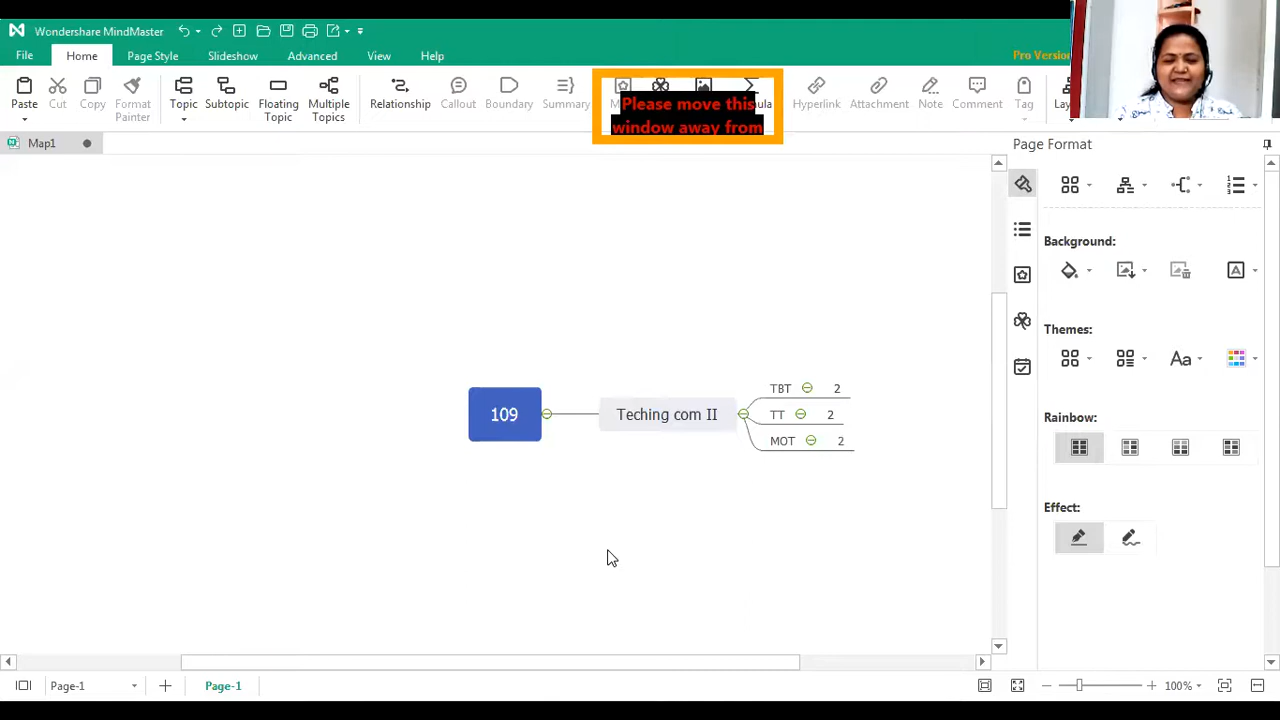 Wondershare MindMaster
File
Home
Page Style
Slideshow
Advanced
View
Help
Pro Version
Paste
Cut
Copy
Format
Painter
Topic
Subtopic
Floating
Topic
Multiple
Topics
Relationship
Callout
Boundary
Summary
Please move this
window away from
Hyperlink
Attachment
Note
Comment
Tag
Map1
Page Format
Background:
Themes:
Aa
Rainbow:
Effect:
109
Teching com II
TBT 2
TT 2
MOT 2
Page-1
Page-1
100%